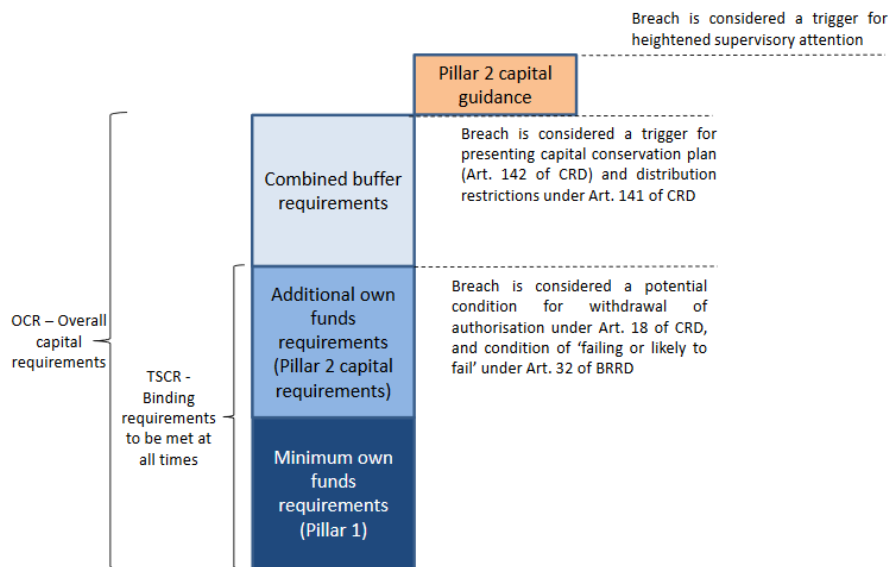 Breach is considered a trigger for
heightened supervisory attention
Pillar 2 capital
guidance
Breach is considered a trigger for
presenting capital conservation plan
(Art. 142 of CRD) and distribution
restrictions under Art. 141 of CRD
Combined buffer
requirements
Breach is considered a potential
condition for withdrawal of
authorisation under Art. 18 of CRD,
and condition of ‘failing or likely to
fail’ under Art. 32 of BRRD
Additional own
funds
requirements
(Pillar 2 capital
requirements)
OCR – Overall
capital
requirements
TSCR -
Binding
requirements
to be met at
all times
Minimum own
funds
requirements
(Pillar 1)